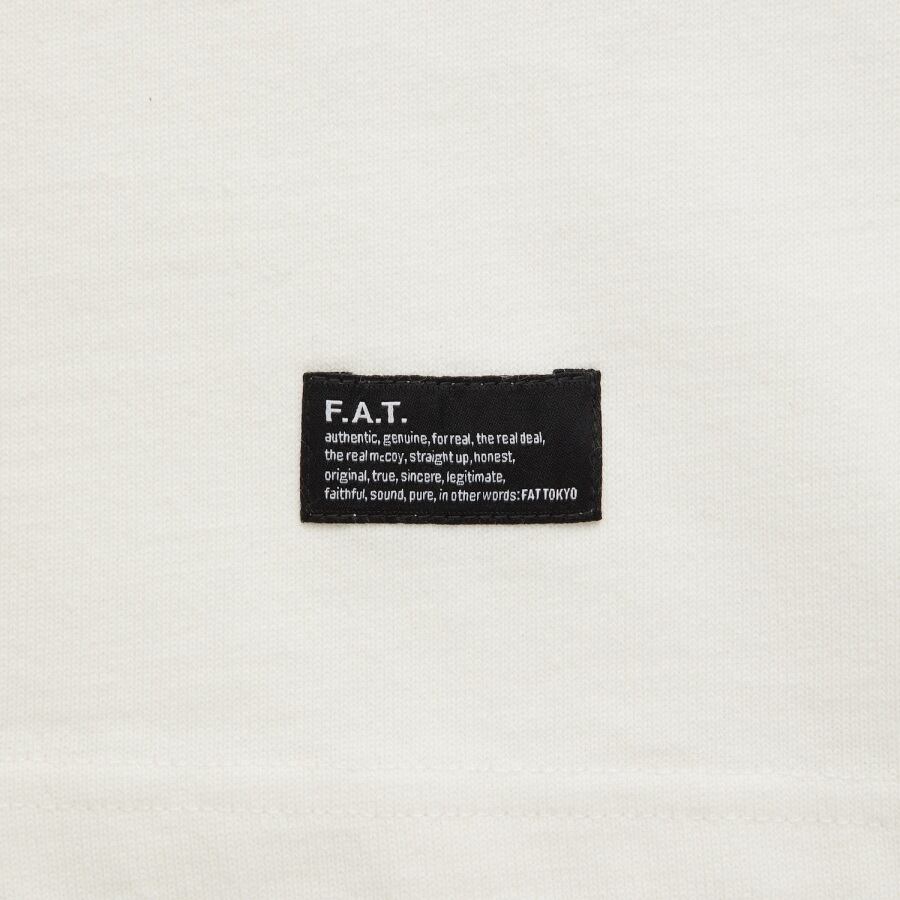 F.A.T.
authentic, genuine, for real, the real deal,
the real mccoy, straight up, honest,
original, true, sincere, legitimate,
faithful, sound, pure, in other words: FAT TOKYO